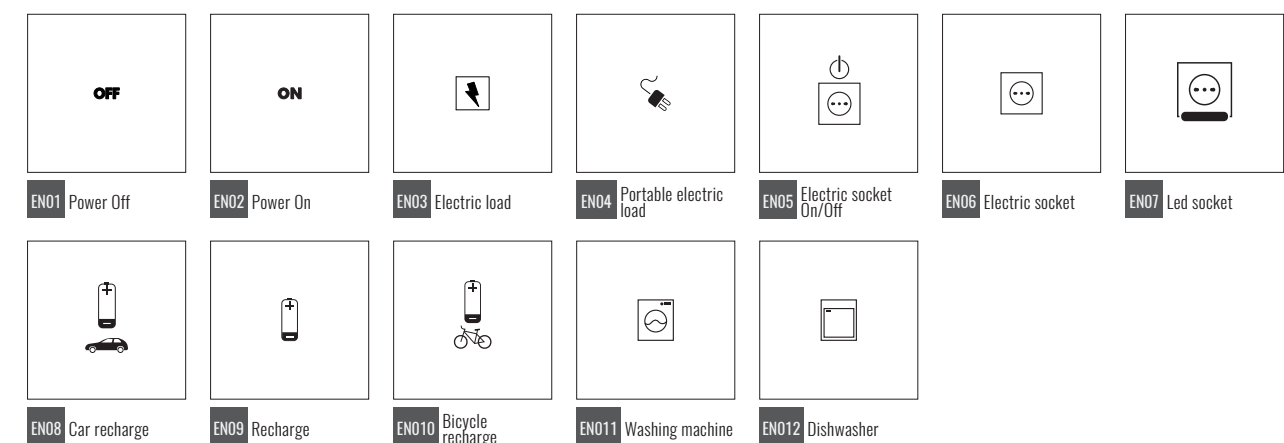 OFF
ON
EN01 Power Off
EN02 Power On
EN03 Electric load
EN04 Portable electric
load
EN05 Electric socket
On/Off
EN06 Electric socket
EN07 Led socket
EN08 Car recharge
EN09 Recharge
EN010 Bicycle
recharge
EN011 Washing machine
EN012 Dishwasher